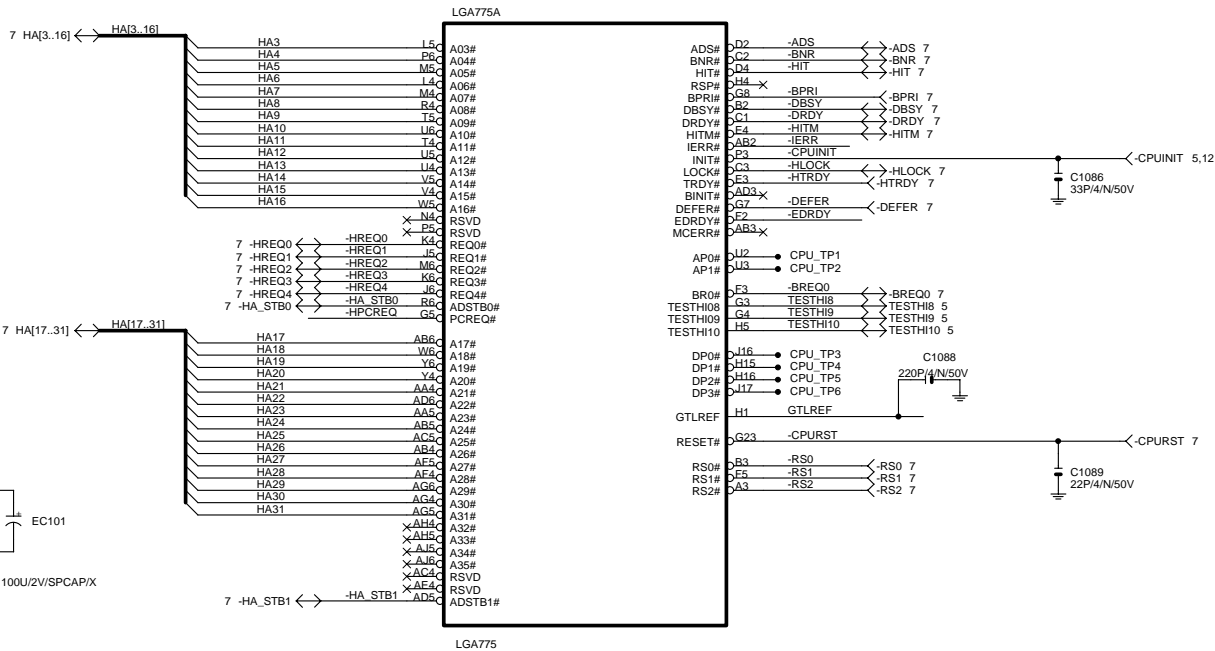 LGA775A
7 HA[3..16] HA[3..16]
HA3 L5 A03#
HA4 P6 A04#
HA5 M5 A05#
HA6 L4 A06#
HA7 M4 A07#
HA8 R4 A08#
HA9 T5 A09#
HA10 U6 A10#
HA11 T4 A11#
HA12 U5 A12#
HA13 U4 A13#
HA14 V5 A14#
HA15 V4 A15#
HA16 W5 A16#
N4 RSVD
P5 RSVD
7 -HREQ0 -HREQ0 K4 REQ0#
7 -HREQ1 -HREQ1 J5 REQ1#
7 -HREQ2 -HREQ2 M6 REQ2#
7 -HREQ3 -HREQ3 K6 REQ3#
7 -HREQ4 -HREQ4 J6 REQ4#
7 -HA_STB0 -HA_STB0 R6 ADSTB0#
-HPCREQ G5 PCREQ#
7 HA[17..31] HA[17..31]
HA17 AB6 A17#
HA18 W6 A18#
HA19 Y6 A19#
HA20 Y4 A20#
HA21 AA4 A21#
HA22 AD6 A22#
HA23 AA5 A23#
HA24 AB5 A24#
HA25 AC5 A25#
HA26 AB4 A26#
HA27 AF5 A27#
HA28 AF4 A28#
HA29 AG6 A29#
HA30 AG4 A30#
HA31 AG5 A31#
AH4 A32#
AH5 A33#
AJ5 A34#
AJ6 A35#
AC4 RSVD
AE4 RSVD
7 -HA_STB1 -HA_STB1 AD5 ADSTB1#
+
EC101
100U/2V/SPCAP/X
ADS# D2 -ADS -ADS 7
BNR# C2 -BNR -BNR 7
HIT# D4 -HIT -HIT 7
RSP# H4
BPRI# G8 -BPRI -BPRI 7
DBSY# B2 -DBSY -DBSY 7
DRDY# C1 -DRDY -DRDY 7
HITM# E4 -HITM -HITM 7
IERR# AB2 -IERR
INIT# P3 -CPUINIT -CPUINIT 5,12
LOCK# C3 -HLOCK -HLOCK 7
TRDY# E3 -HTRDY -HTRDY 7
BINIT# AD3
DEFER# G7 -DEFER -DEFER 7
EDRDY# F2 -EDRDY
MCERR# AB3
C1086
33P/4/N/50V
AP0# U2 CPU_TP1
AP1# U3 CPU_TP2
BR0# F3 -BREQ0 -BREQ0 7
TESTHI08 G3 TESTHI8 TESTHI8 5
TESTHI09 G4 TESTHI9 TESTHI9 5
TESTHI10 H5 TESTHI10 TESTHI10 5
DP0# J16 CPU_TP3
DP1# H15 CPU_TP4
DP2# H16 CPU_TP5
DP3# J17 CPU_TP6
C1088
220P/4/N/50V
GTLREF H1 GTLREF
RESET# G23 -CPURST -CPURST 7
C1089
22P/4/N/50V
RS0# B3 -RS0 -RS0 7
RS1# F5 -RS1 -RS1 7
RS2# A3 -RS2 -RS2 7
LGA775